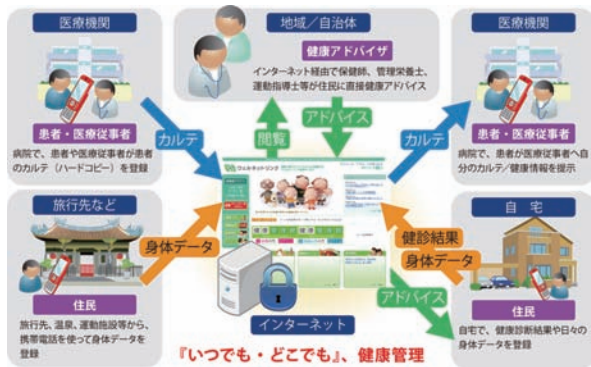 医療機関
患者・医療従事者
病院で、患者や医療従事者が患者
のカルテ（ハードコピー）を登録
地域／自治体
健康アドバイザ
インターネット経由で保健師、管理栄養士、
運動指導士等が住民に直接健康アドバイス
医療機関
患者・医療従事者
病院で、患者が医療従事者へ自
分のカルテ/健康情報を提示
カルテ
閲覧
アドバイス
カルテ
ウェルネットリンク
旅行先など
住民
旅行先、温泉、運動施設等から、
携帯電話を使って身体データを
登録
身体データ
健診結果
身体データ
アドバイス
自 宅
住民
自宅で、健康診断結果や日々の
身体データを登録
インターネット
『いつでも・どこでも』、健康管理